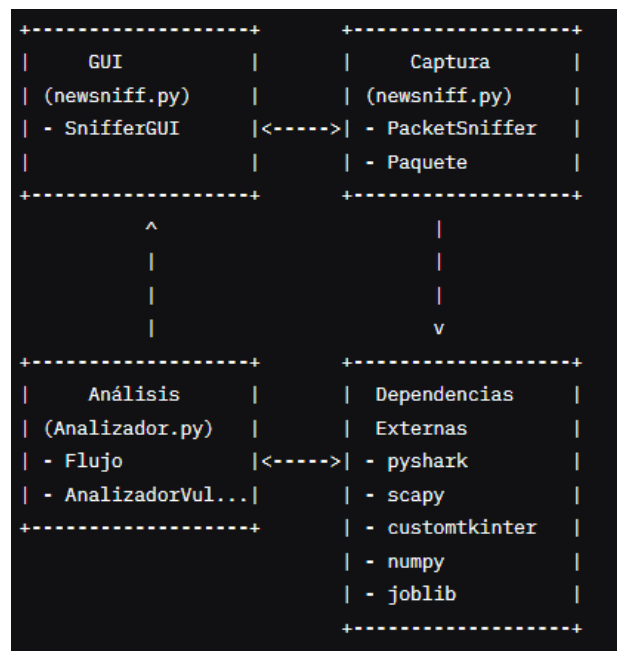 +-------------------+       +-------------------+
|     GUI           |       |     Captura       |
| (newsniff.py)     |       | (newsniff.py)     |
| - SnifferGUI      |<----->| - PacketSniffer   |
|                   |       | - Paquete         |
+-------------------+       +-------------------+
          ^                          |
          |                          |
          |                          |
          |                          v
+-------------------+       +-------------------+
|     Análisis      |       |  Dependencias     |
| (Analizador.py)   |       |  Externas         |
| - Flujo           |<----->| - pyshark         |
| - AnalizadorVul...|       | - scapy           |
+-------------------+       | - customtkinter   |
                            | - numpy           |
                            | - joblib          |
                            +-------------------+